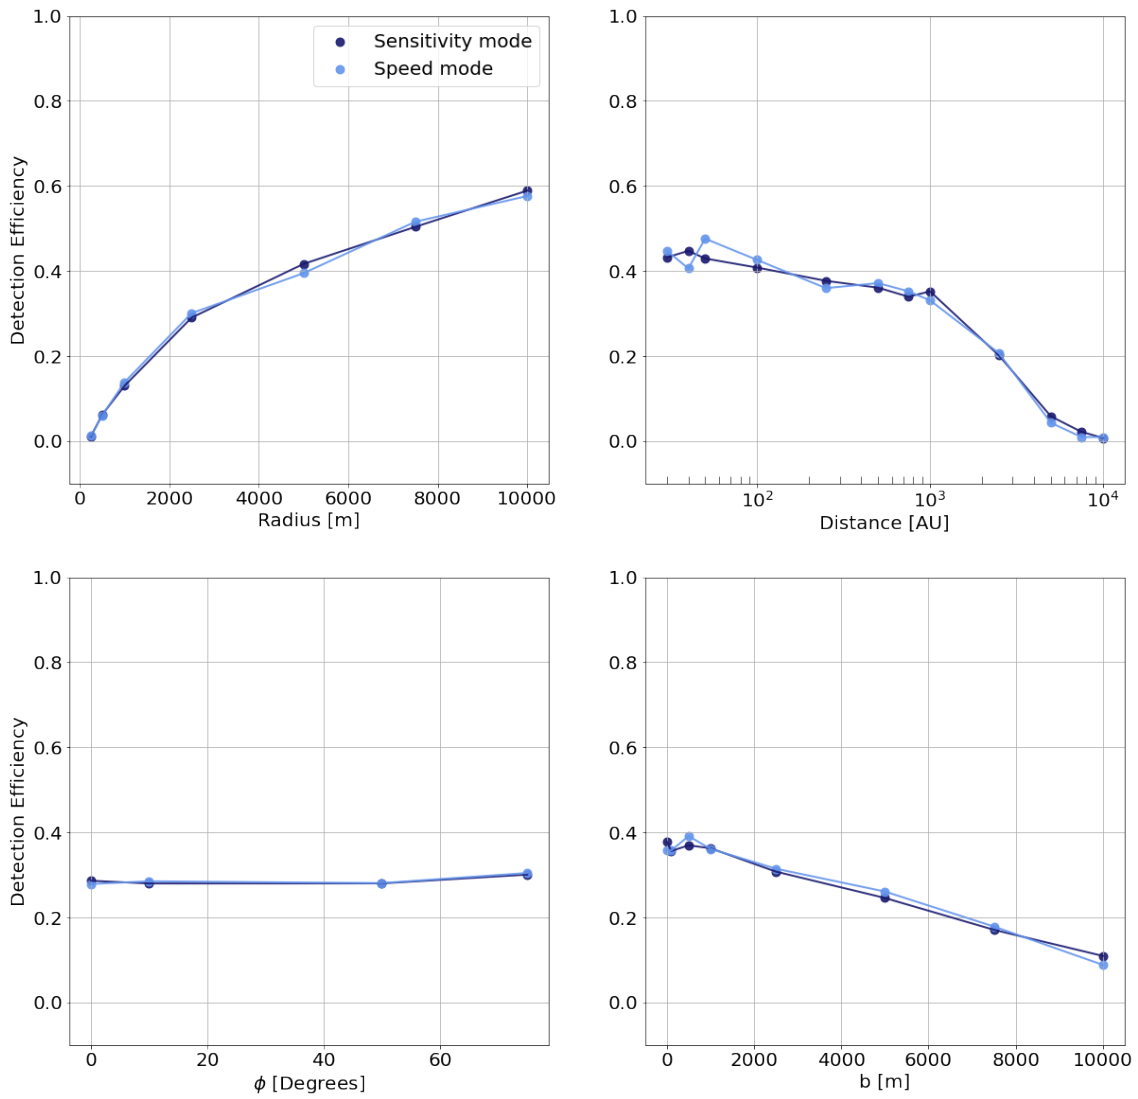 1.0
0.8
0.6
0.4
0.2
0.0
Detection Efficiency
Sensitivity mode
Speed mode
0 2000 4000 6000 8000 10000
Radius [m]
1.0
0.8
0.6
0.4
0.2
0.0
10² 10³ 10⁴
Distance [AU]
1.0
0.8
0.6
0.4
0.2
0.0
Detection Efficiency
0 20 40 60
ϕ [Degrees]
1.0
0.8
0.6
0.4
0.2
0.0
0 2000 4000 6000 8000 10000
b [m]